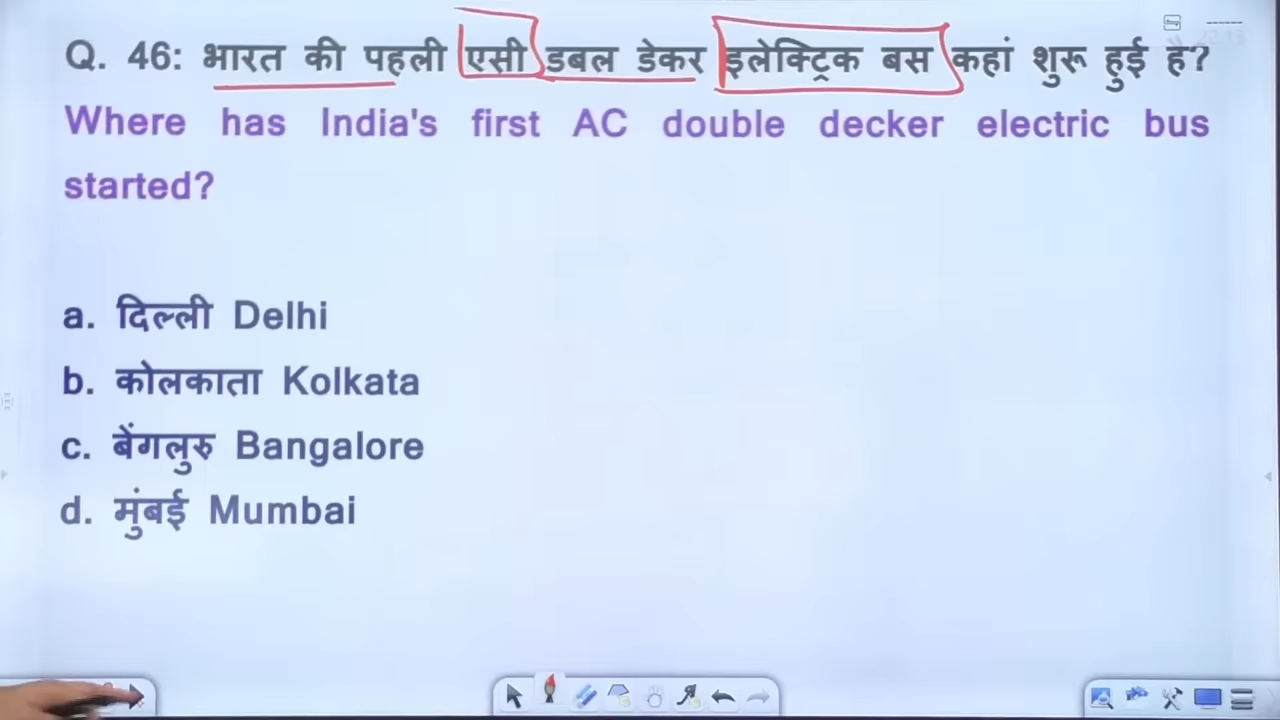 Q. 46: भारत की पहली एसी डबल डेकर इलेक्ट्रिक बस कहां शुरू हुई ह?
Where has India's first AC double decker electric bus
started?
a. दिल्ली Delhi
b. कोलकाता Kolkata
c. बेंगलुरु Bangalore
d. मुंबई Mumbai